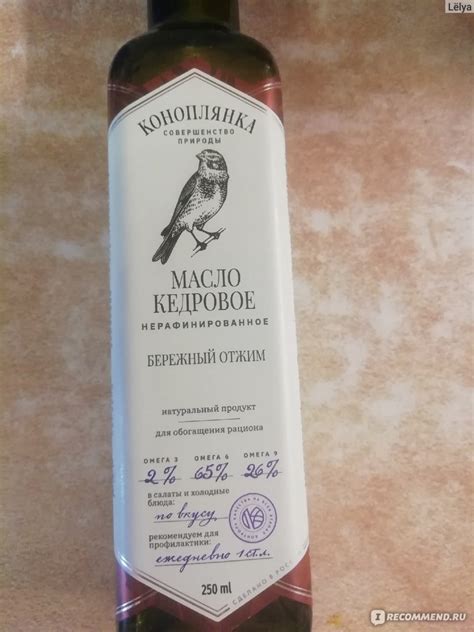 Lёlya
КОНОПЛЯНКА
СОВЕРШЕНСТВО
ПРИРОДЫ
МАСЛО
КЕДРОВОЕ
НЕРАФИНИРОВАННОЕ
БЕРЕЖНЫЙ ОТЖИМ
натуральный продукт
для обогащения рациона
ОМЕГА 3 ОМЕГА 6 ОМЕГА 9
2% 65% 26%
в салаты и холодные
блюда:
по вкусу
рекомендуем для
профилактики:
ежедневно 1 ст.л.
250 ml
СДЕЛАНО В РОС
I RECOMMEND.RU